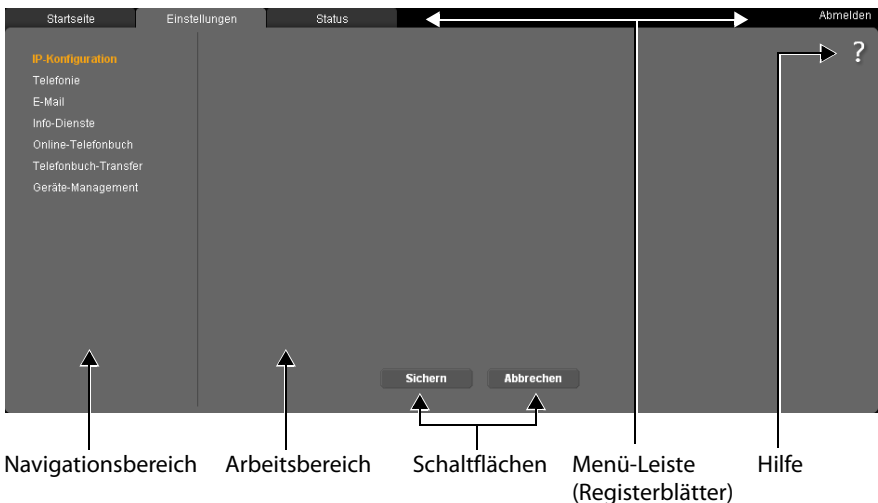 Startseite Einstellungen Status Abmelden
?
IP-Konfiguration
Telefonie
E-Mail
Info-Dienste
Online-Telefonbuch
Telefonbuch-Transfer
Geräte-Management
Sichern Abbrechen
Navigationsbereich Arbeitsbereich Schaltflächen Menü-Leiste Hilfe
(Registerblätter)